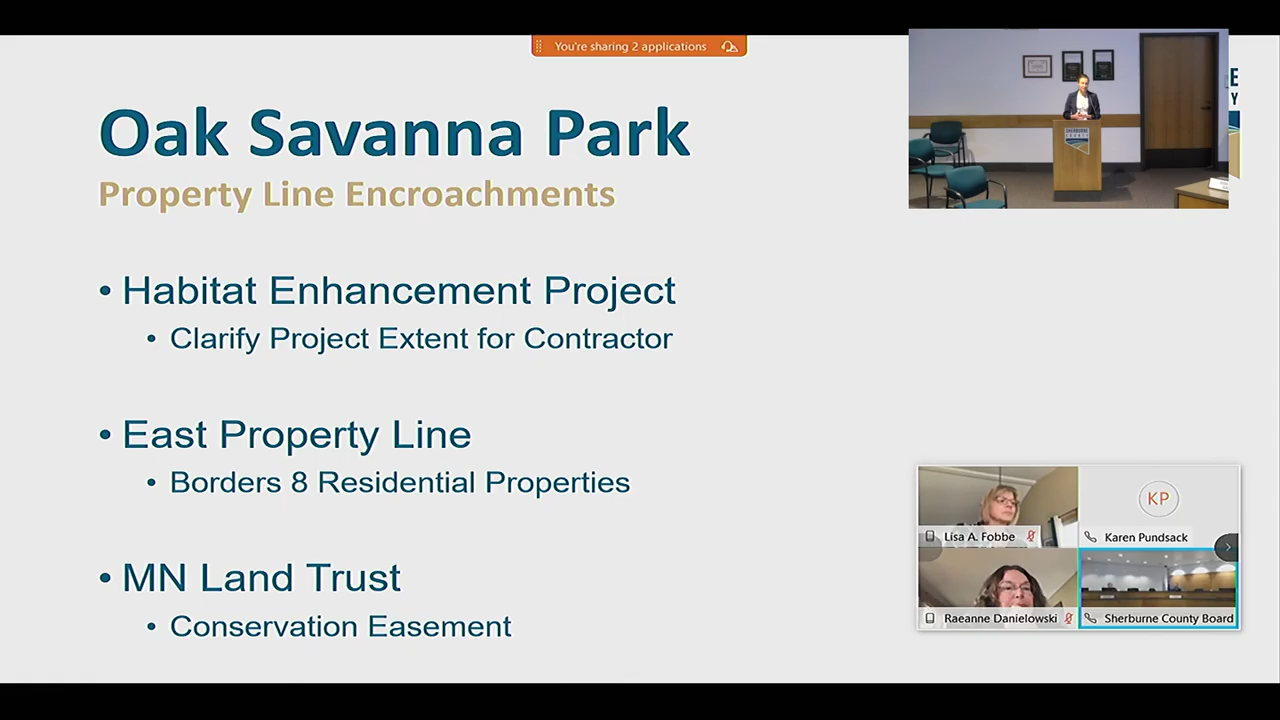 You're sharing 2 applications
Oak Savanna Park
Property Line Encroachments
• Habitat Enhancement Project
• Clarify Project Extent for Contractor
• East Property Line
• Borders 8 Residential Properties
• MN Land Trust
• Conservation Easement
E
Y
SHERBURNE
COUNTY
KP
Lisa A. Fobbe
Karen Pundsack
Raeanne Danielowski
Sherburne County Board